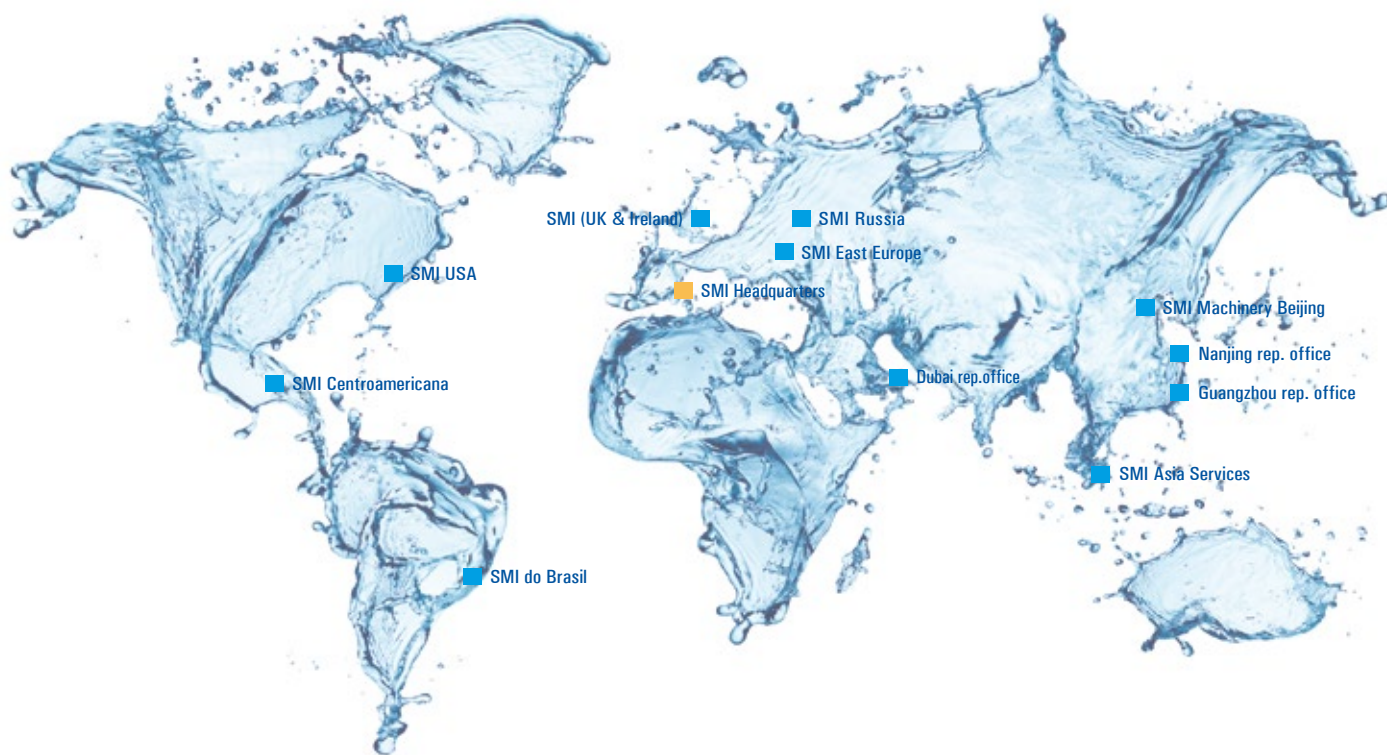 SMI (UK & Ireland)
SMI Russia
SMI East Europe
SMI USA
SMI Headquarters
SMI Machinery Beijing
Nanjing rep. office
Dubai rep.office
SMI Centroamericana
Guangzhou rep. office
SMI Asia Services
SMI do Brasil